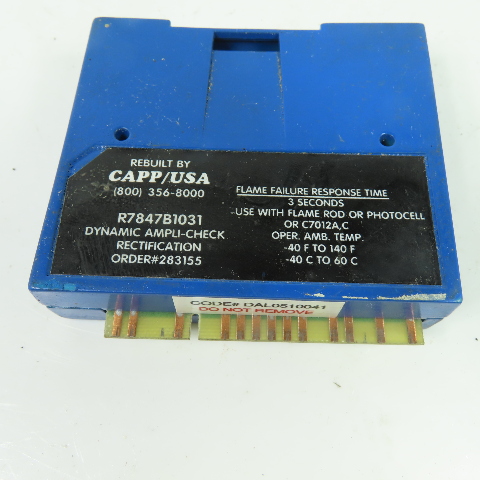 REBUILT BY
CAPP/USA
(800) 356-8000
R7847B1031
DYNAMIC AMPLI-CHECK
RECTIFICATION
ORDER#283155
FLAME FAILURE RESPONSE TIME
3 SECONDS
-USE WITH FLAME ROD OR PHOTOCELL
OR C7012A,C
OPER. AMB. TEMP.
-40 F TO 140 F
-40 C TO 60 C
CODE# DAL0510041
DO NOT REMOVE